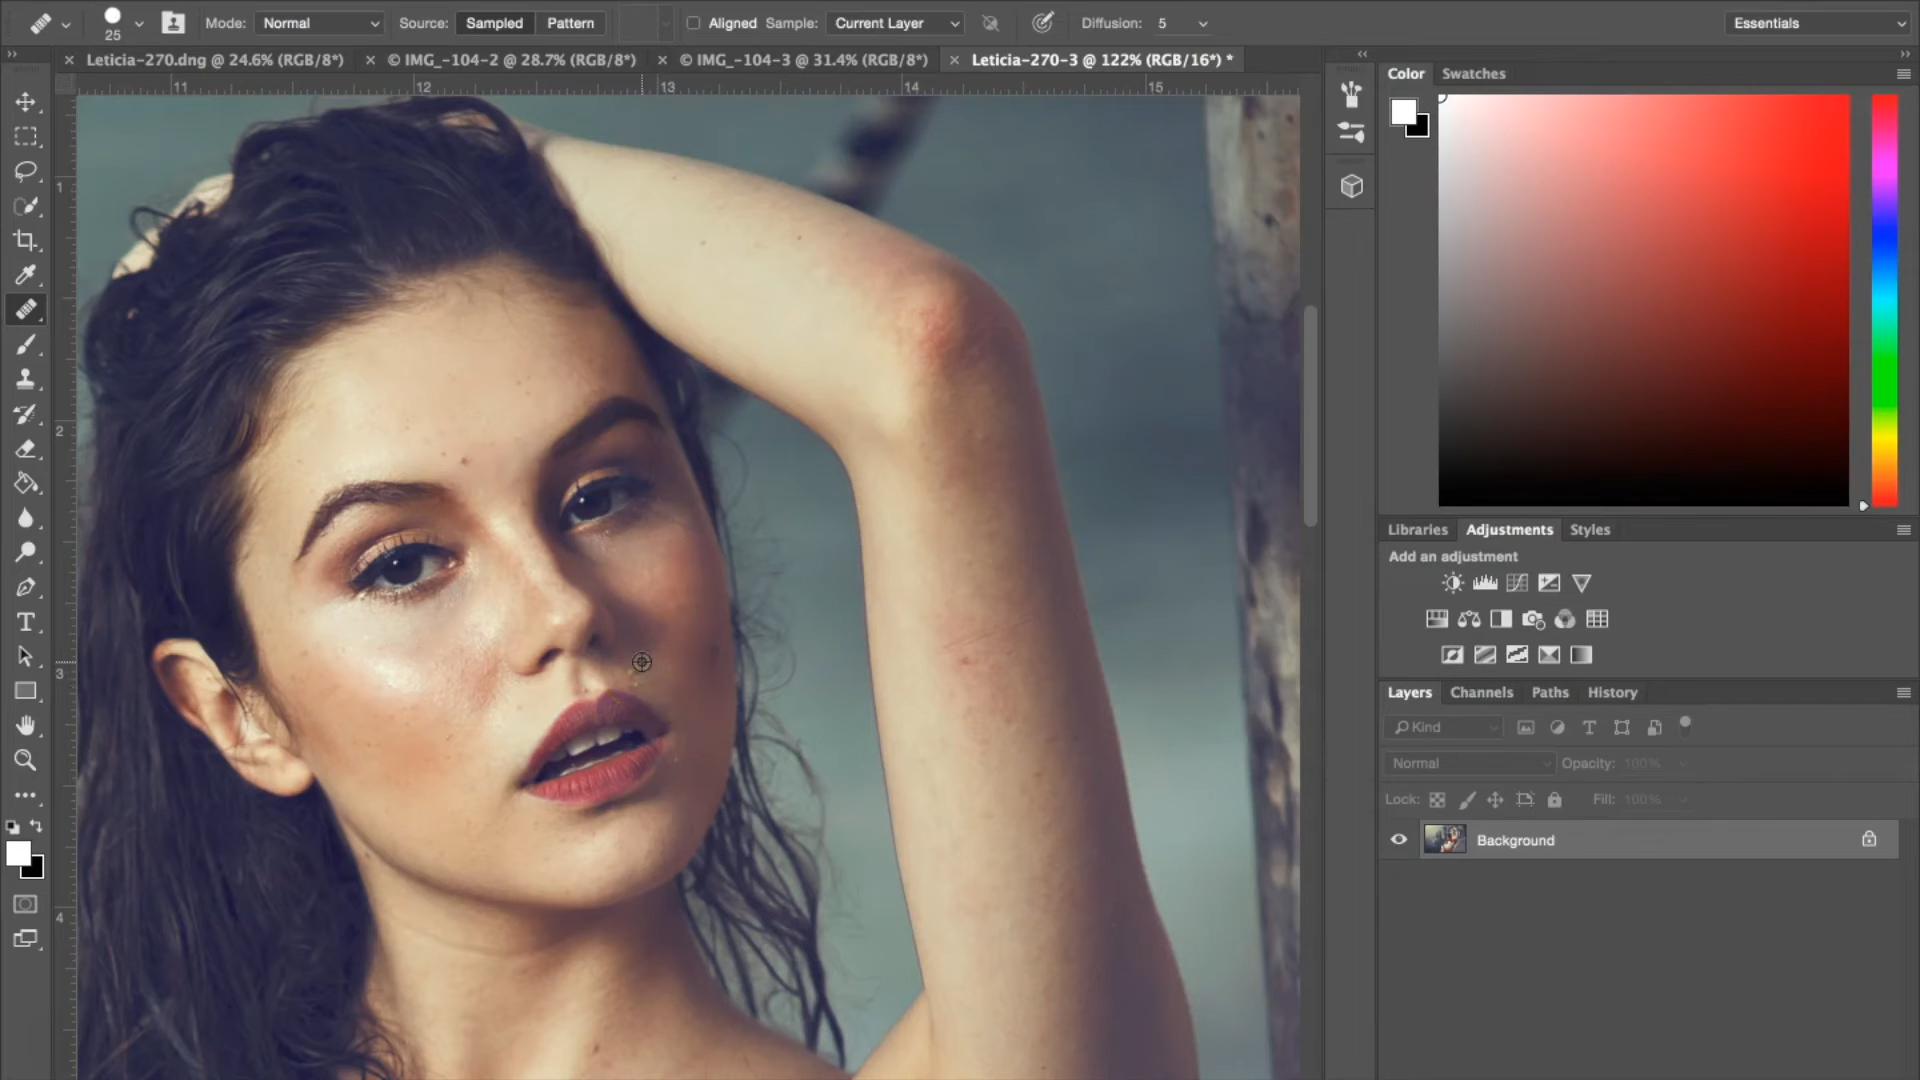 25
Mode: Normal
Source: Sampled Pattern
Aligned Sample: Current Layer
Diffusion: 5
Essentials
Leticia-270.dng @ 24.6% (RGB/8*)
© IMG_-104-2 @ 28.7% (RGB/8*)
© IMG_-104-3 @ 31.4% (RGB/8*)
Leticia-270-3 @ 122% (RGB/16*) *
11 12 13 14 15
1
2
3
4
Color Swatches
Libraries Adjustments Styles
Add an adjustment
Layers Channels Paths History
Kind
Normal Opacity: 100%
Lock: Fill: 100%
Background